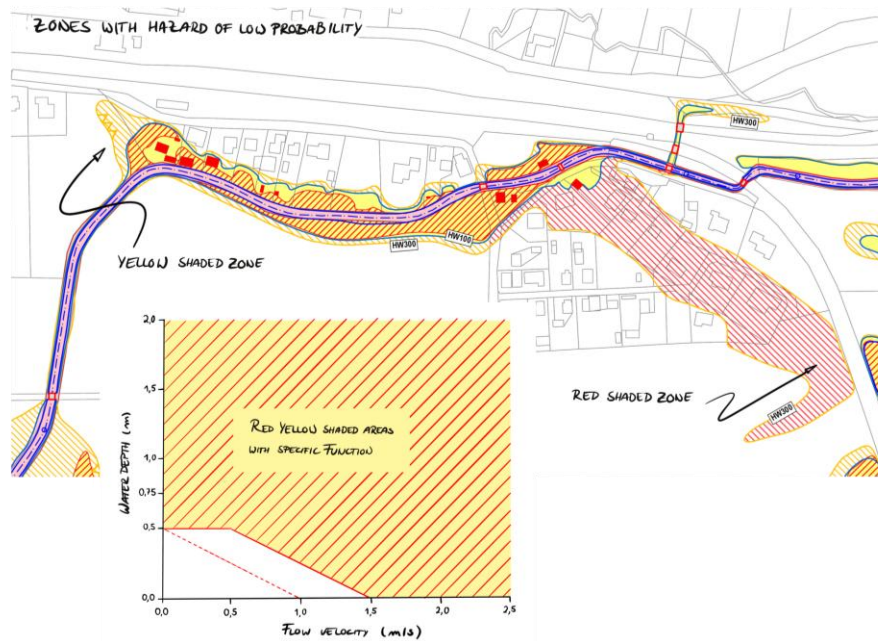 ZONES WITH HAZARD OF LOW PROBABILITY
HW300
YELLOW SHADED ZONE
HW300
HW100
RED SHADED ZONE
HW300
WATER DEPTH (m)
2,0
1,5
1,0
0,75
0,5
0,0
RED YELLOW SHADED AREAS
WITH SPECIFIC FUNCTION
0,0 0,5 1,0 1,5 2,0 2,5
FLOW VELOCITY (m/s)